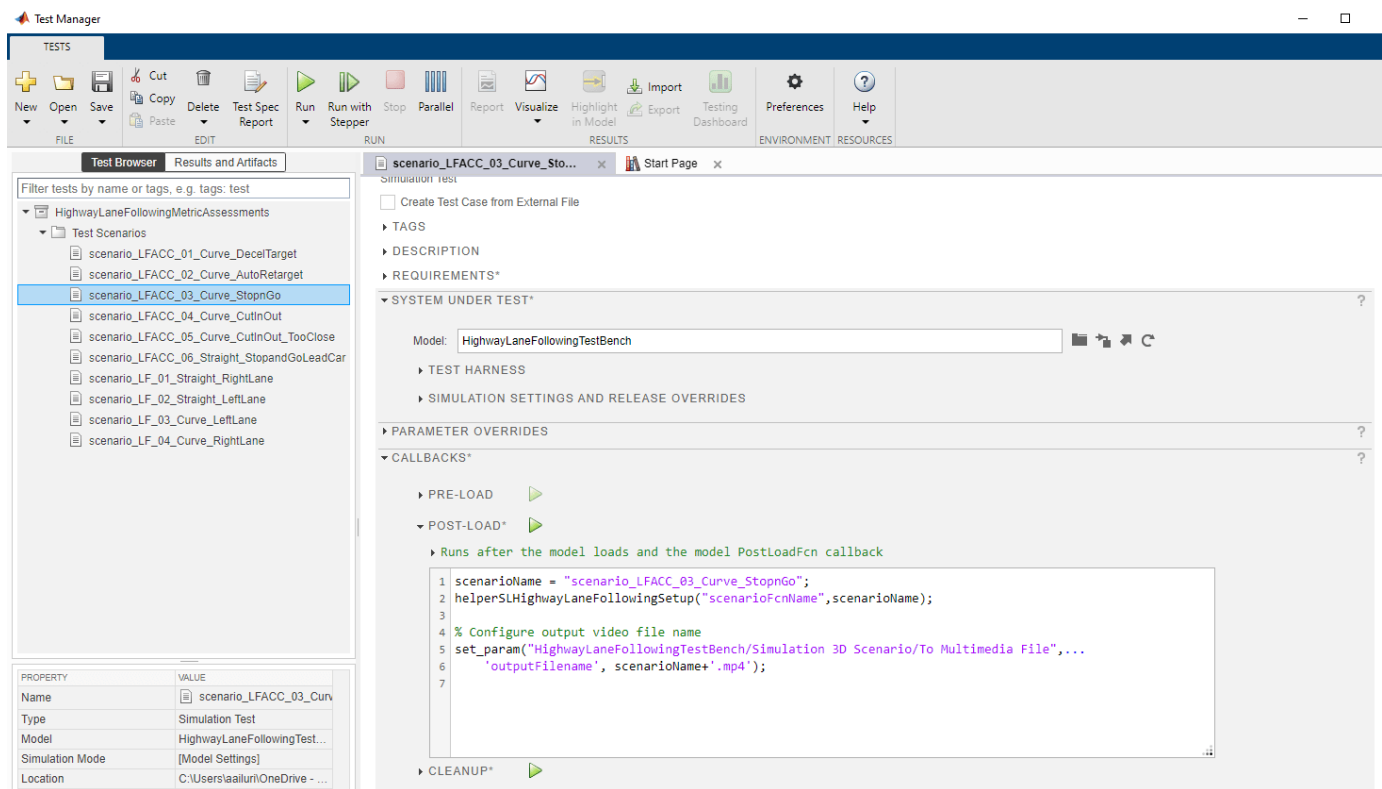 Test Manager
TESTS
New
Open
Save
Cut
Copy
Paste
Delete
Test Spec Report
Run
Run with Stepper
Stop
Parallel
Report
Visualize
Highlight in Model
Import
Export
Testing Dashboard
Preferences
Help
FILE
EDIT
RUN
RESULTS
ENVIRONMENT
RESOURCES
Test Browser
Results and Artifacts
Filter tests by name or tags, e.g. tags: test
HighwayLaneFollowingMetricAssessments
Test Scenarios
scenario_LFACC_01_Curve_DecelTarget
scenario_LFACC_02_Curve_AutoRetarget
scenario_LFACC_03_Curve_StopnGo
scenario_LFACC_04_Curve_CutInOut
scenario_LFACC_05_Curve_CutInOut_TooClose
scenario_LFACC_06_Straight_StopandGoLeadCar
scenario_LF_01_Straight_RightLane
scenario_LF_02_Straight_LeftLane
scenario_LF_03_Curve_LeftLane
scenario_LF_04_Curve_RightLane
PROPERTY VALUE
Name scenario_LFACC_03_Curv
Type Simulation Test
Model HighwayLaneFollowingTest...
Simulation Mode [Model Settings]
Location C:\Users\aailuri\OneDrive - ...
scenario_LFACC_03_Curve_Sto... x
Start Page x
Simulation Test
Create Test Case from External File
TAGS
DESCRIPTION
REQUIREMENTS*
SYSTEM UNDER TEST* ?
Model: HighwayLaneFollowingTestBench
TEST HARNESS
SIMULATION SETTINGS AND RELEASE OVERRIDES
PARAMETER OVERRIDES ?
CALLBACKS* ?
PRE-LOAD
POST-LOAD*
Runs after the model loads and the model PostLoadFcn callback
1 scenarioName = "scenario_LFACC_03_Curve_StopnGo";
2 helperSLHighwayLaneFollowingSetup("scenarioFcnName",scenarioName);
3
4 % Configure output video file name
5 set_param("HighwayLaneFollowingTestBench/Simulation 3D Scenario/To Multimedia File",...
6 'outputFilename', scenarioName+'.mp4');
7
CLEANUP*